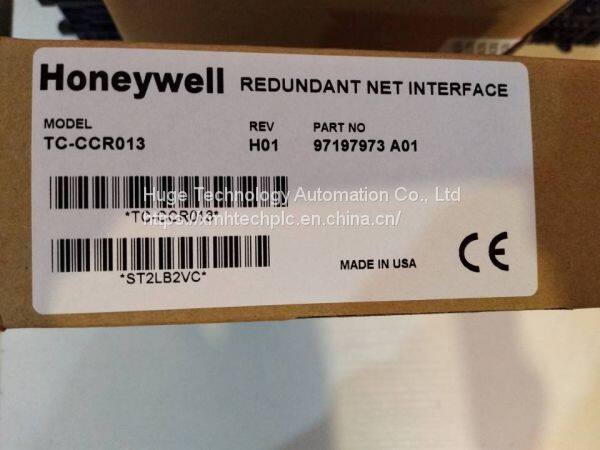 Honeywell REDUNDANT NET INTERFACE
MODEL REV PART NO
TC-CCR013 H01 97197973 A01
Huge Technology Automation Co., Ltd
*TC-CCR013*
https://xmhtechplc.en.china.cn/
*ST2LB2VC*
MADE IN USA CE